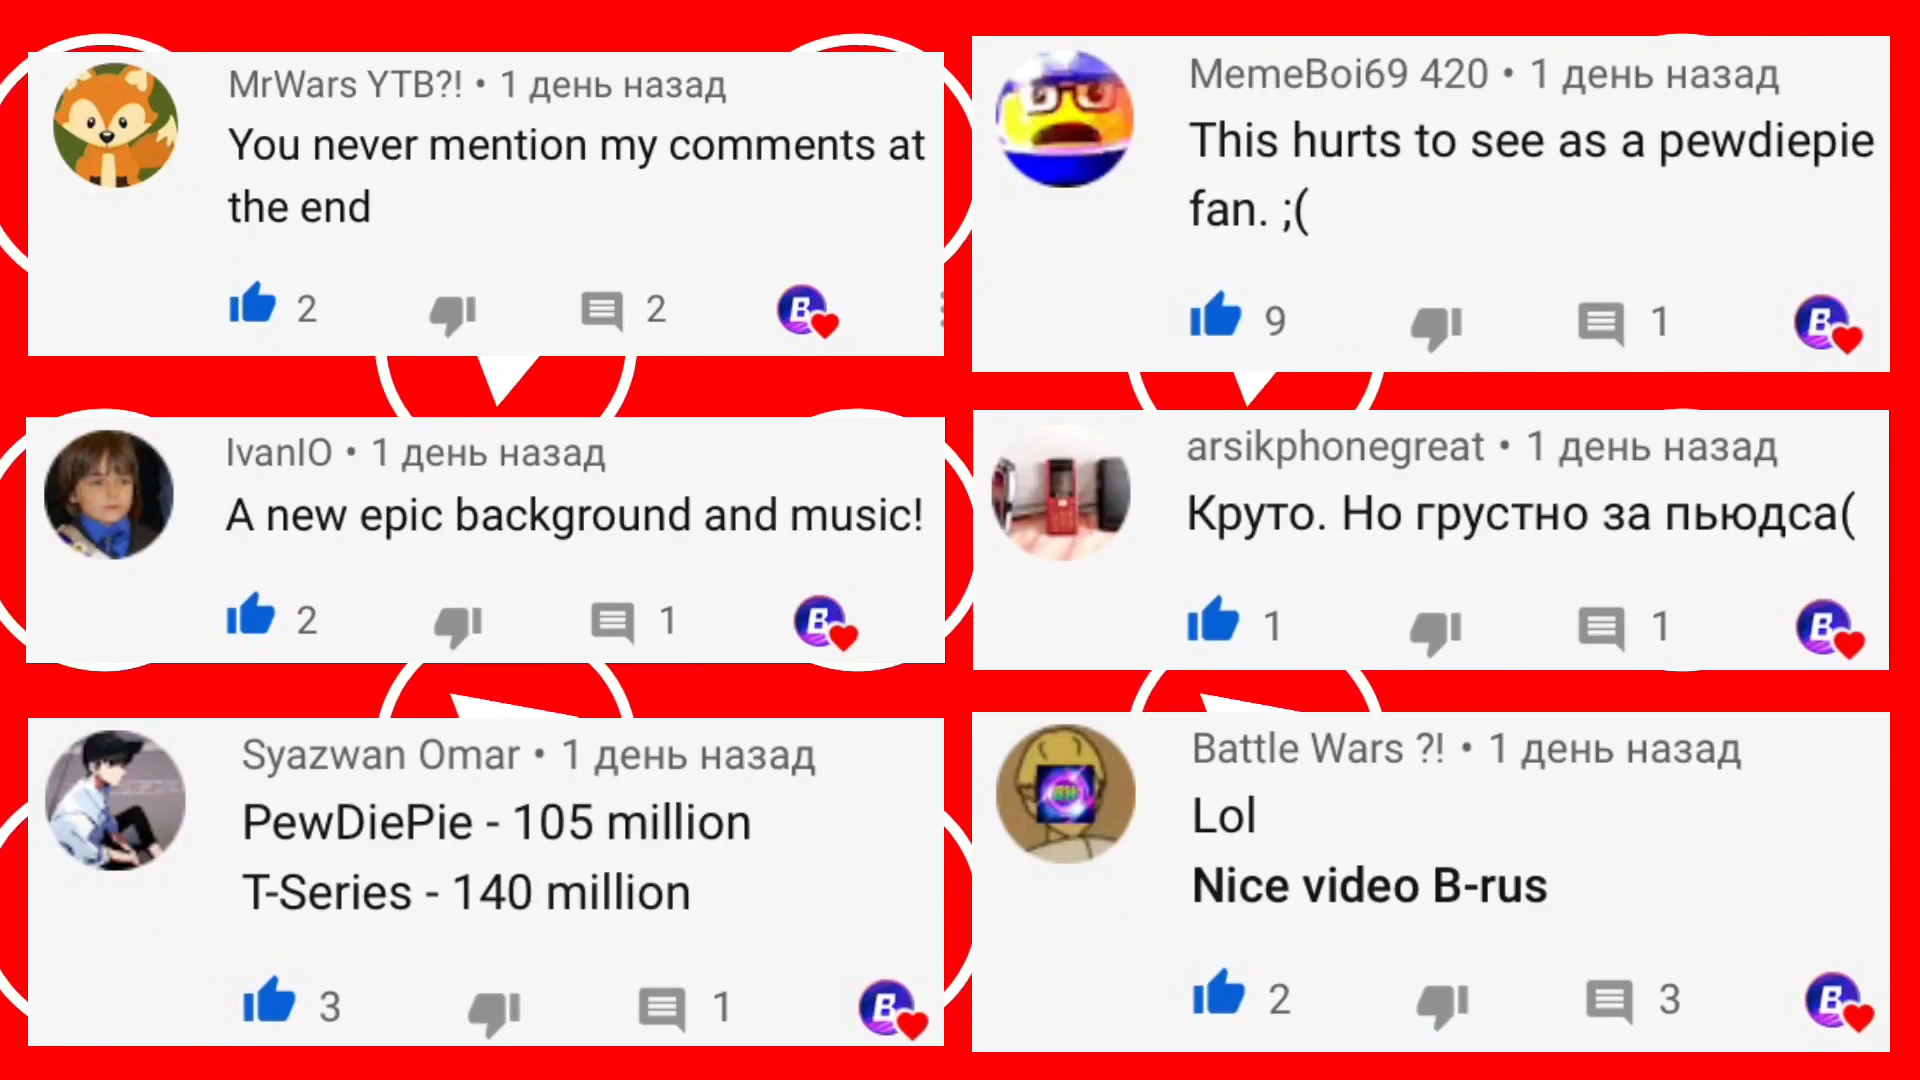 MrWars YTB?! • 1 день назад
You never mention my comments at
the end
2
2
B
MemeBoi69 420 • 1 день назад
This hurts to see as a pewdiepie
fan. ;(
9
1
B
IvanIO • 1 день назад
A new epic background and music!
2
1
B
arsikphonegreat • 1 день назад
Круто. Но грустно за пьюдса(
1
1
B
Syazwan Omar • 1 день назад
PewDiePie - 105 million
T-Series - 140 million
3
1
B
Battle Wars ?! • 1 день назад
Lol
Nice video B-rus
2
3
B